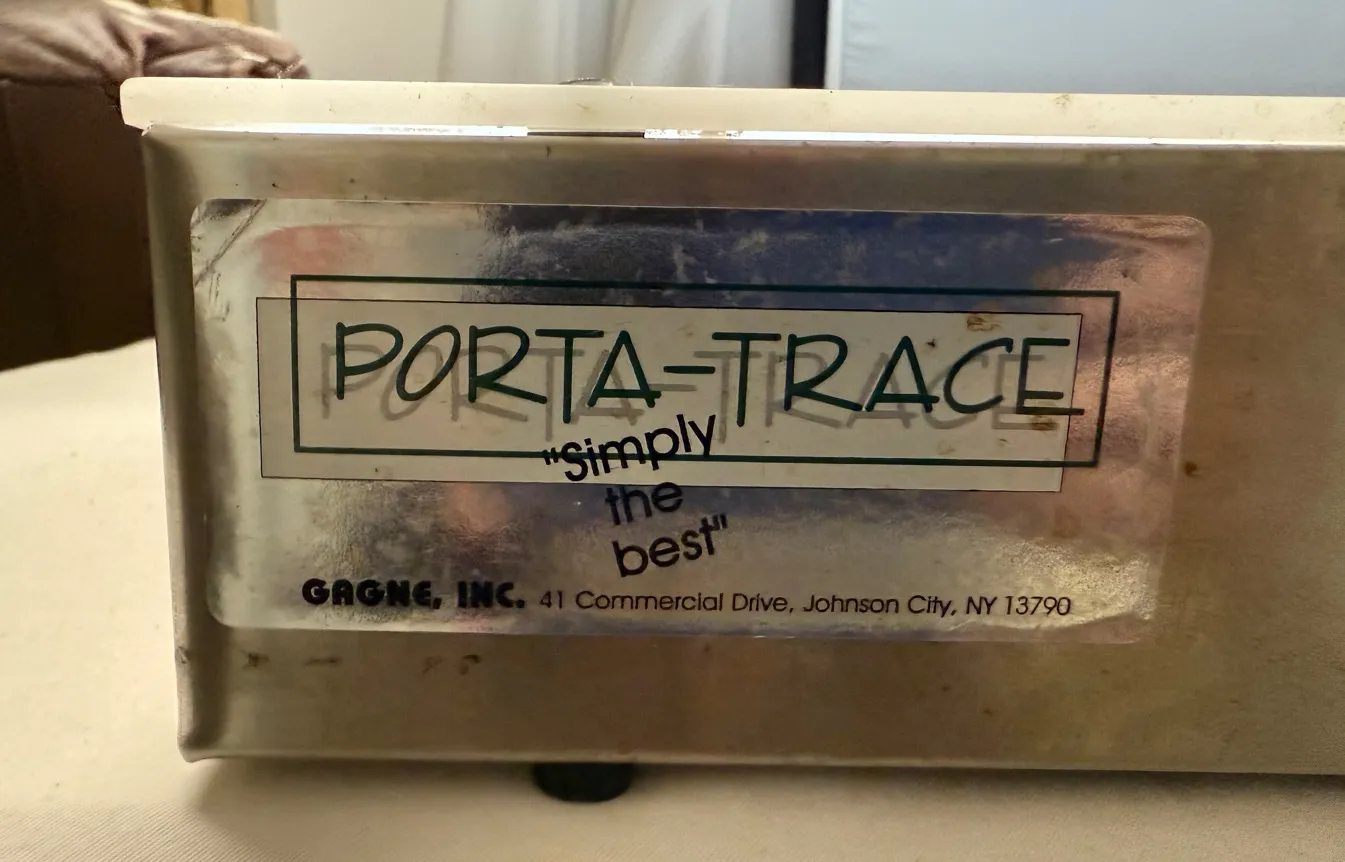 PORTA-TRACE
"Simply
the
best"
GAGNE, INC. 41 Commercial Drive, Johnson City, NY 13790